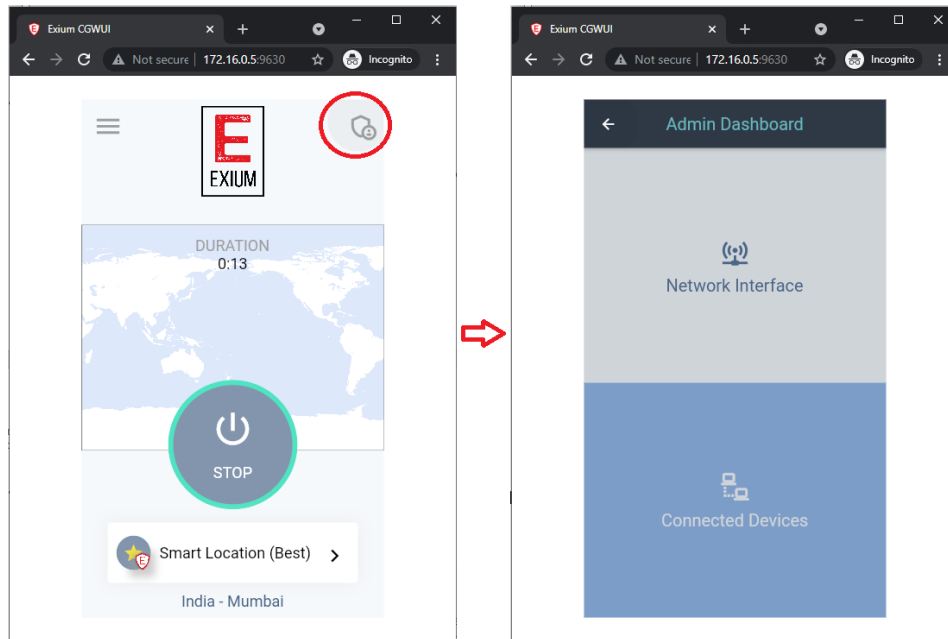 Exium CGWUI
Not secure | 172.16.0.5:9630
Incognito
E
EXIUM
DURATION
0:13
STOP
E
Smart Location (Best)
India - Mumbai
Exium CGWUI
Not secure | 172.16.0.5:9630
Incognito
Admin Dashboard
Network Interface
Connected Devices